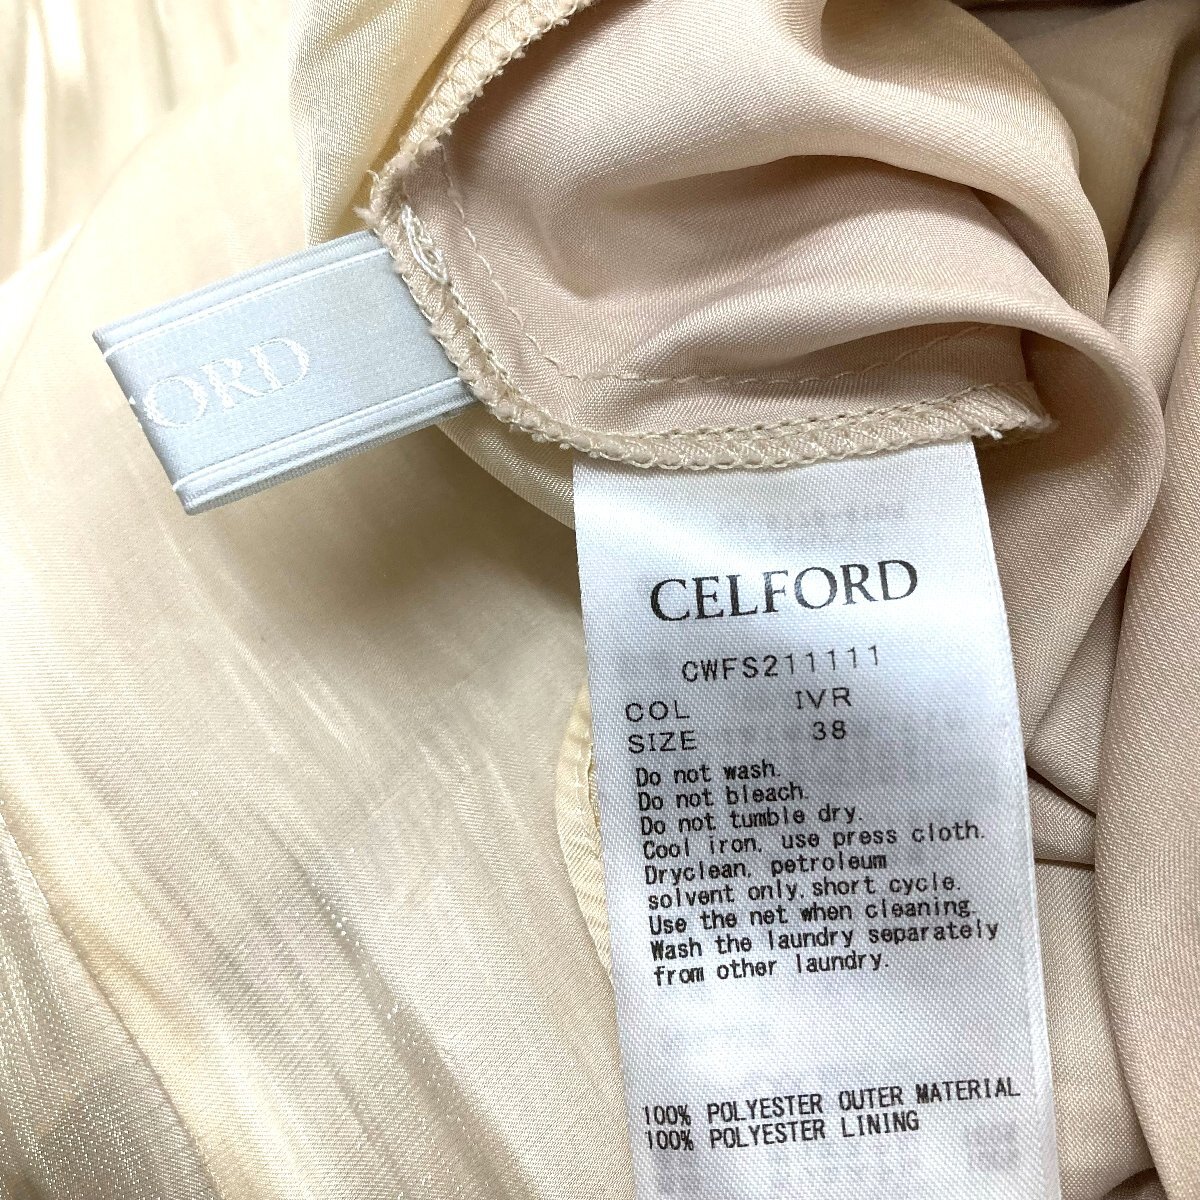 ORD
CELFORD
CWFS211111
COL IVR
SIZE 38
Do not wash.
Do not bleach.
Do not tumble dry.
Cool iron, use press cloth.
Dryclean, petroleum
solvent only, short cycle.
Use the net when cleaning.
Wash the laundry separately
from other laundry.
100% POLYESTER OUTER MATERIAL
100% POLYESTER LINING